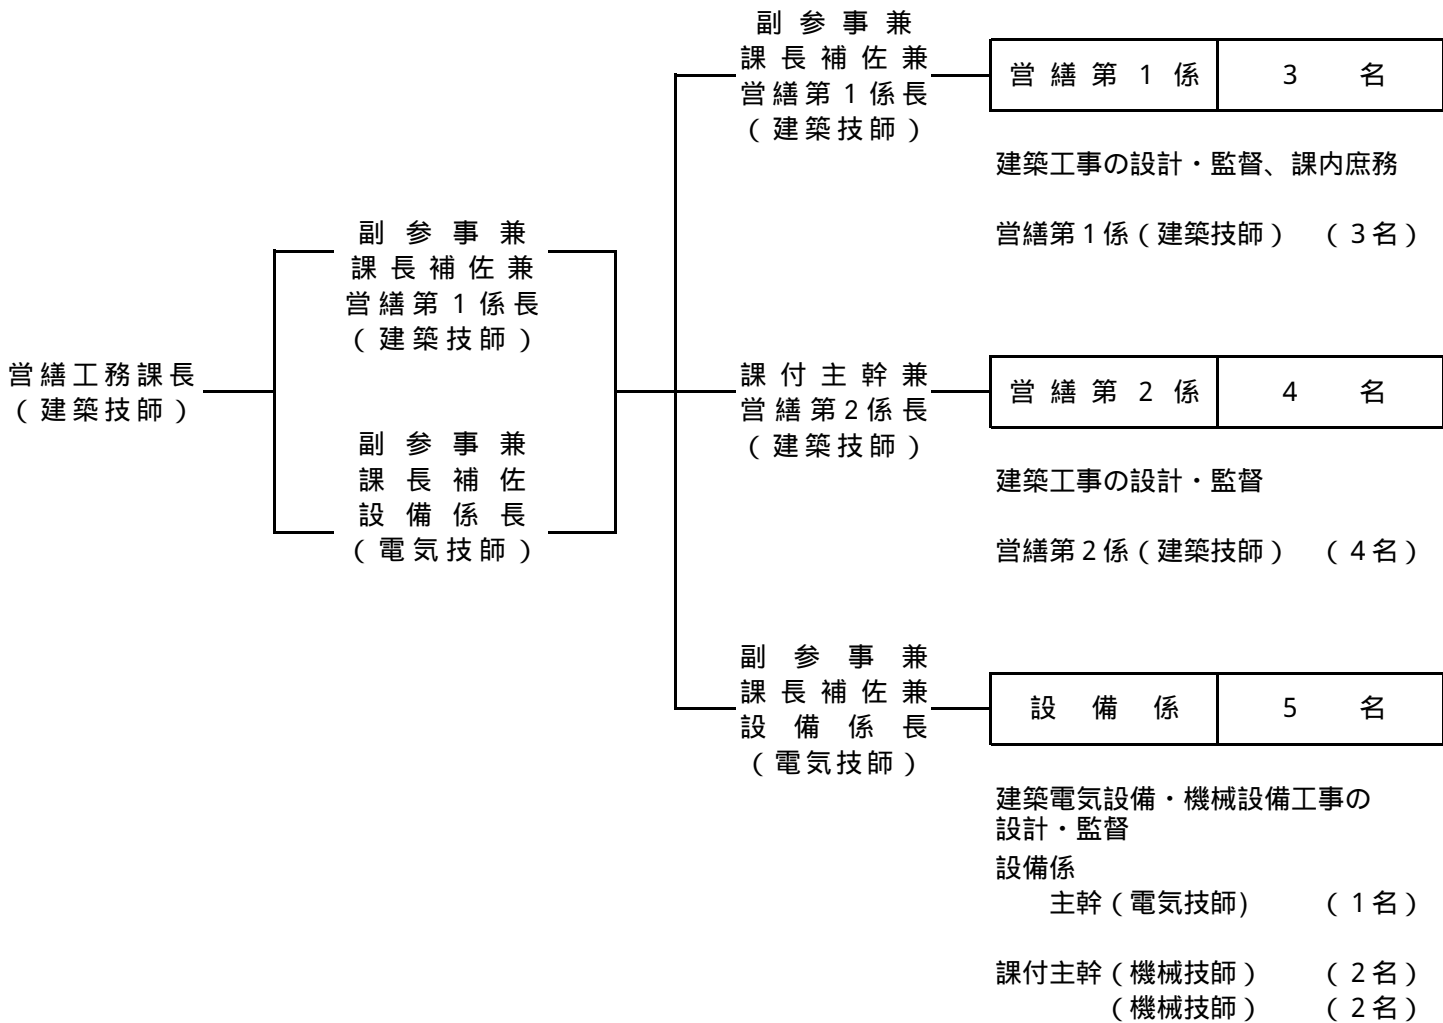 営繕工務課長
（建築技師）
副参事兼
課長補佐兼
営繕第1係長
（建築技師）
副参事兼
課長補佐
設備係長
（電気技師）
副参事兼
課長補佐兼
営繕第1係長
（建築技師）
営繕第1係 3名
建築工事の設計・監督、課内庶務
営繕第1係（建築技師） （3名）
課付主幹兼
営繕第2係長
（建築技師）
営繕第2係 4名
建築工事の設計・監督
営繕第2係（建築技師） （4名）
副参事兼
課長補佐兼
設備係長
（電気技師）
設備係 5名
建築電気設備・機械設備工事の
設計・監督
設備係
主幹（電気技師) （1名）
課付主幹（機械技師） （2名）
（機械技師） （2名）